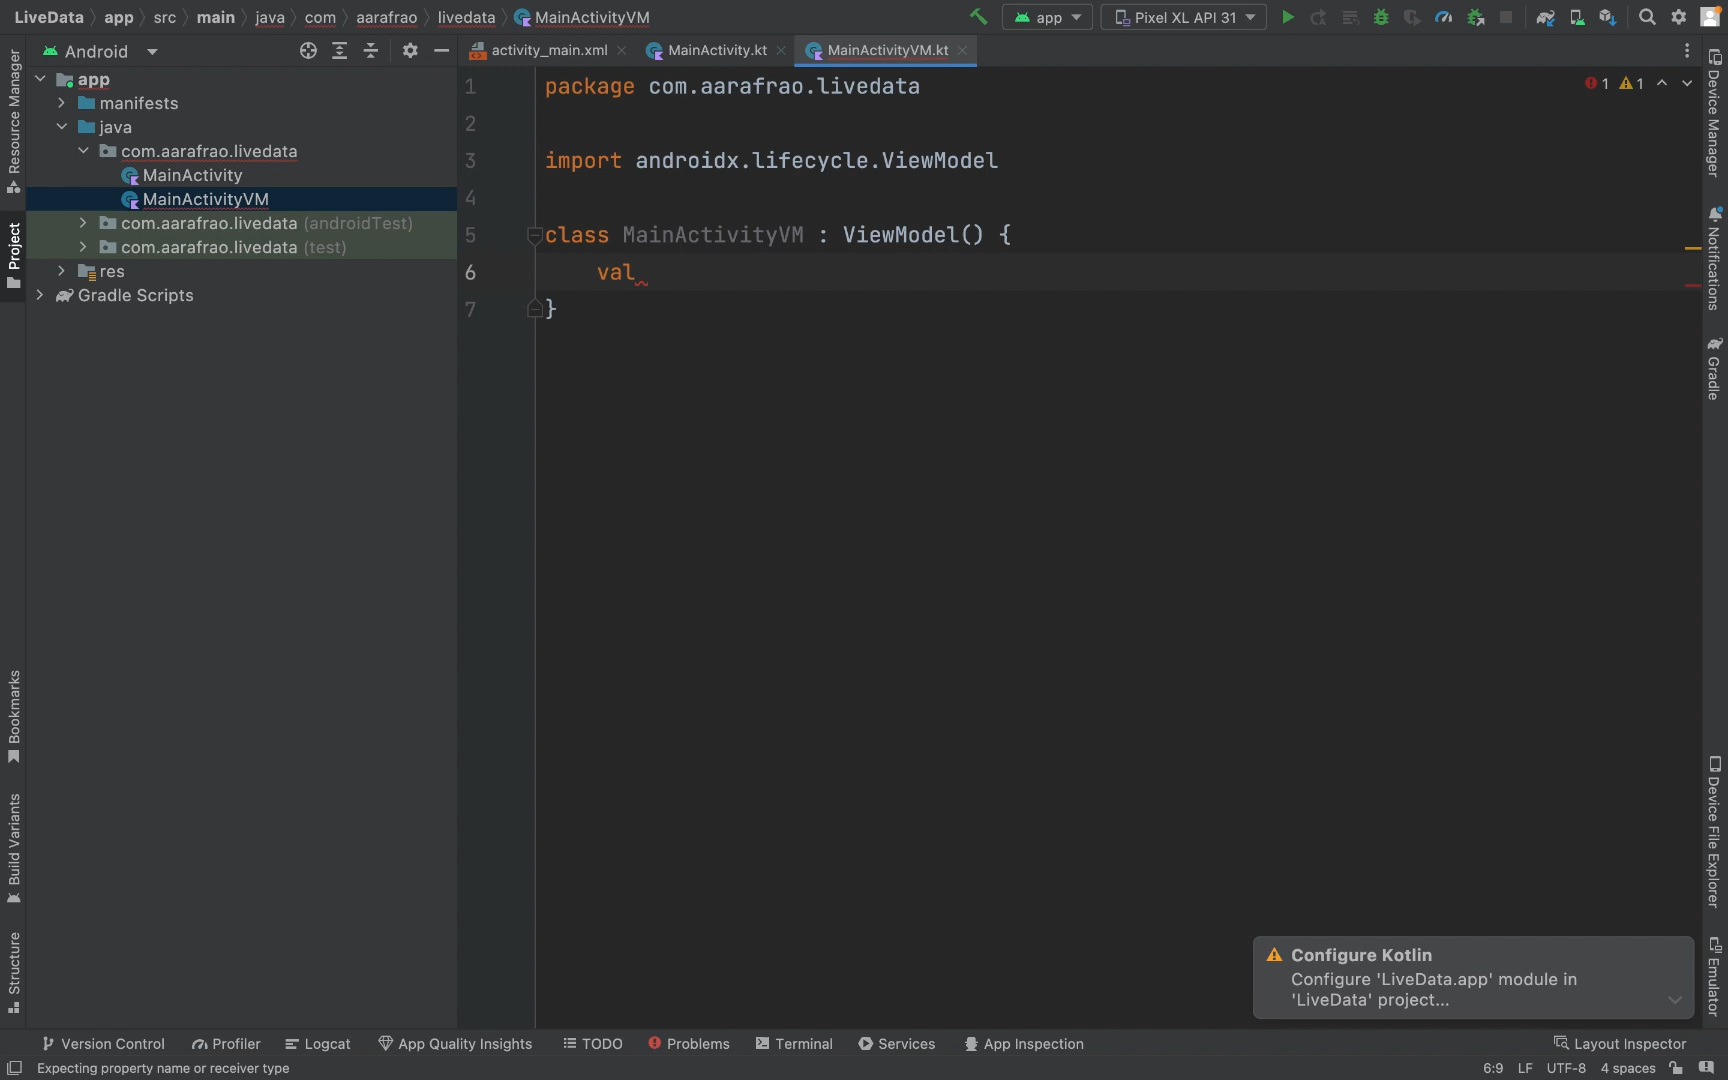 LiveData app src main java com aarafrao livedata MainActivityVM
app Pixel XL API 31
Android
activity_main.xml MainActivity.kt MainActivityVM.kt
app
manifests
java
com.aarafrao.livedata
MainActivity
MainActivityVM
com.aarafrao.livedata (androidTest)
com.aarafrao.livedata (test)
res
Gradle Scripts
1 package com.aarafrao.livedata
2
3 import androidx.lifecycle.ViewModel
4
5 class MainActivityVM : ViewModel() {
6 val
7 }
1 1
Resource Manager
Project
Bookmarks
Build Variants
Structure
Device Manager
Notifications
Gradle
Device File Explorer
Emulator
Configure Kotlin
Configure 'LiveData.app' module in
'LiveData' project...
Version Control Profiler Logcat App Quality Insights TODO Problems Terminal Services App Inspection Layout Inspector
Expecting property name or receiver type 6:9 LF UTF-8 4 spaces